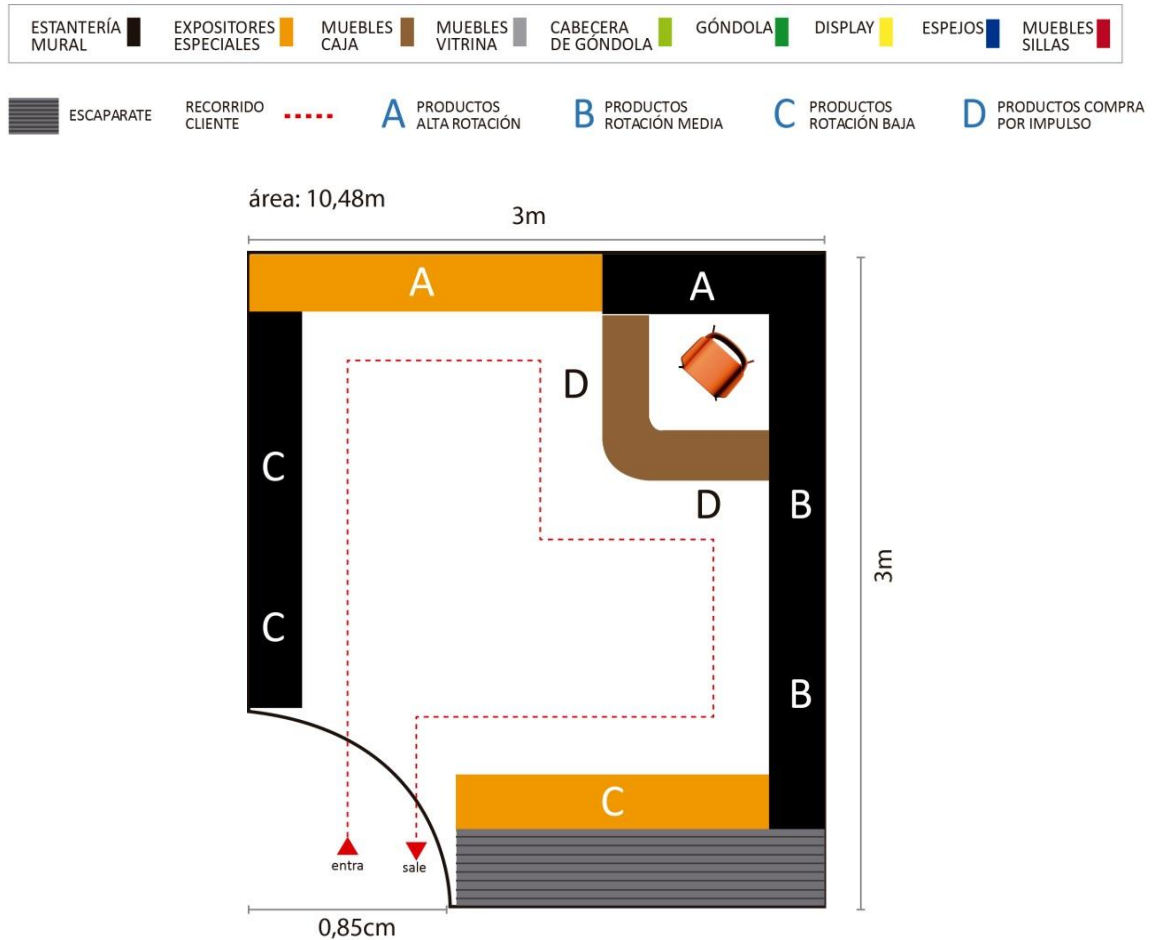 ESTANTERÍA
MURAL
EXPOSITORES
ESPECIALES
MUEBLES
CAJA
MUEBLES
VITRINA
CABECERA
DE GÓNDOLA
GÓNDOLA
DISPLAY
ESPEJOS
MUEBLES
SILLAS
ESCAPARATE
RECORRIDO
CLIENTE
A PRODUCTOS
ALTA ROTACIÓN
B PRODUCTOS
ROTACIÓN MEDIA
C PRODUCTOS
ROTACIÓN BAJA
D PRODUCTOS COMPRA
POR IMPULSO
área: 10,48m
3m
A
A
D
C
D
B
3m
C
B
C
entra
sale
0,85cm